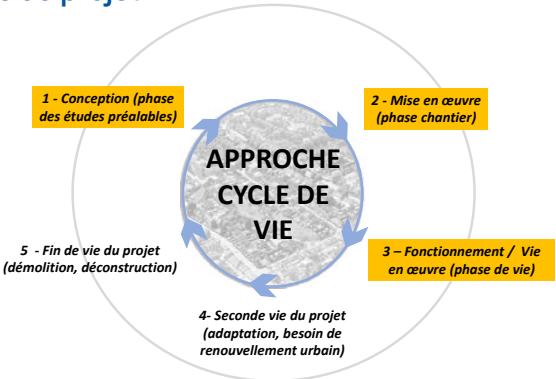 1 - Conception (phase
des études préalables)
2 - Mise en œuvre
(phase chantier)
APPROCHE
CYCLE DE
VIE
5 - Fin de vie du projet
(démolition, déconstruction)
3 – Fonctionnement / Vie
en œuvre (phase de vie)
4- Seconde vie du projet
(adaptation, besoin de
renouvellement urbain)